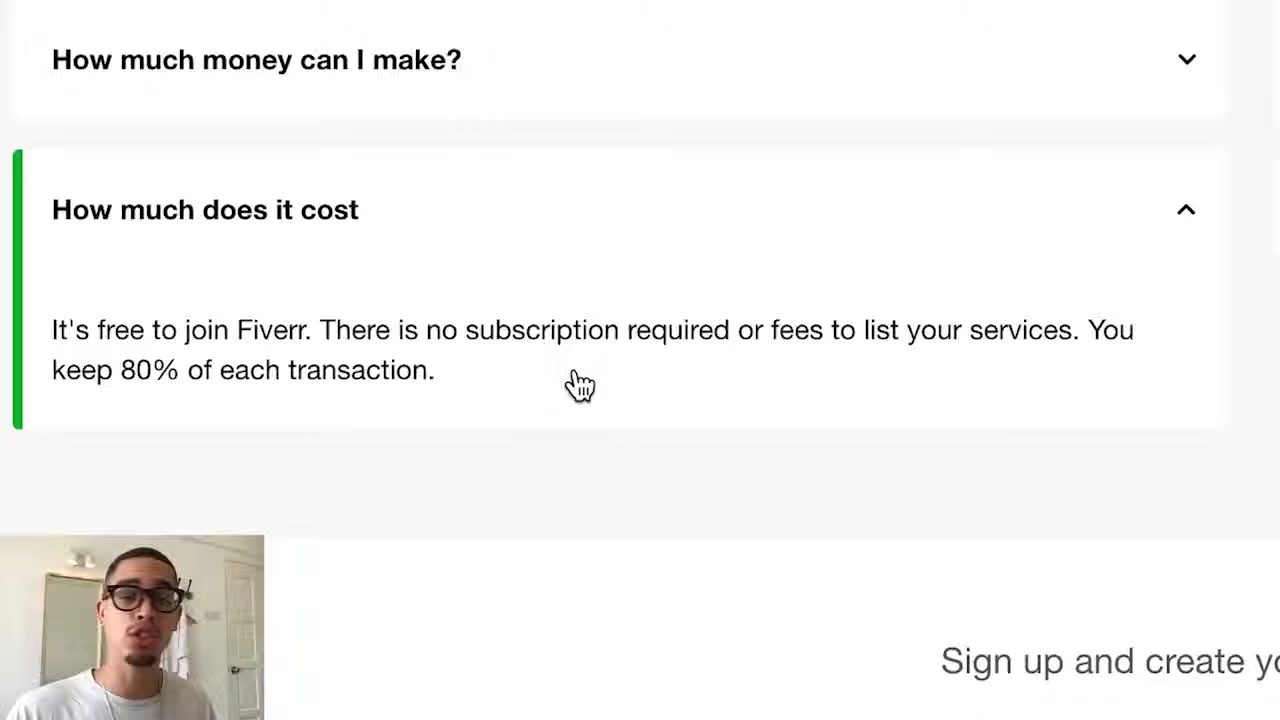 How much money can I make?
How much does it cost
It's free to join Fiverr. There is no subscription required or fees to list your services. You
keep 80% of each transaction.
Sign up and create